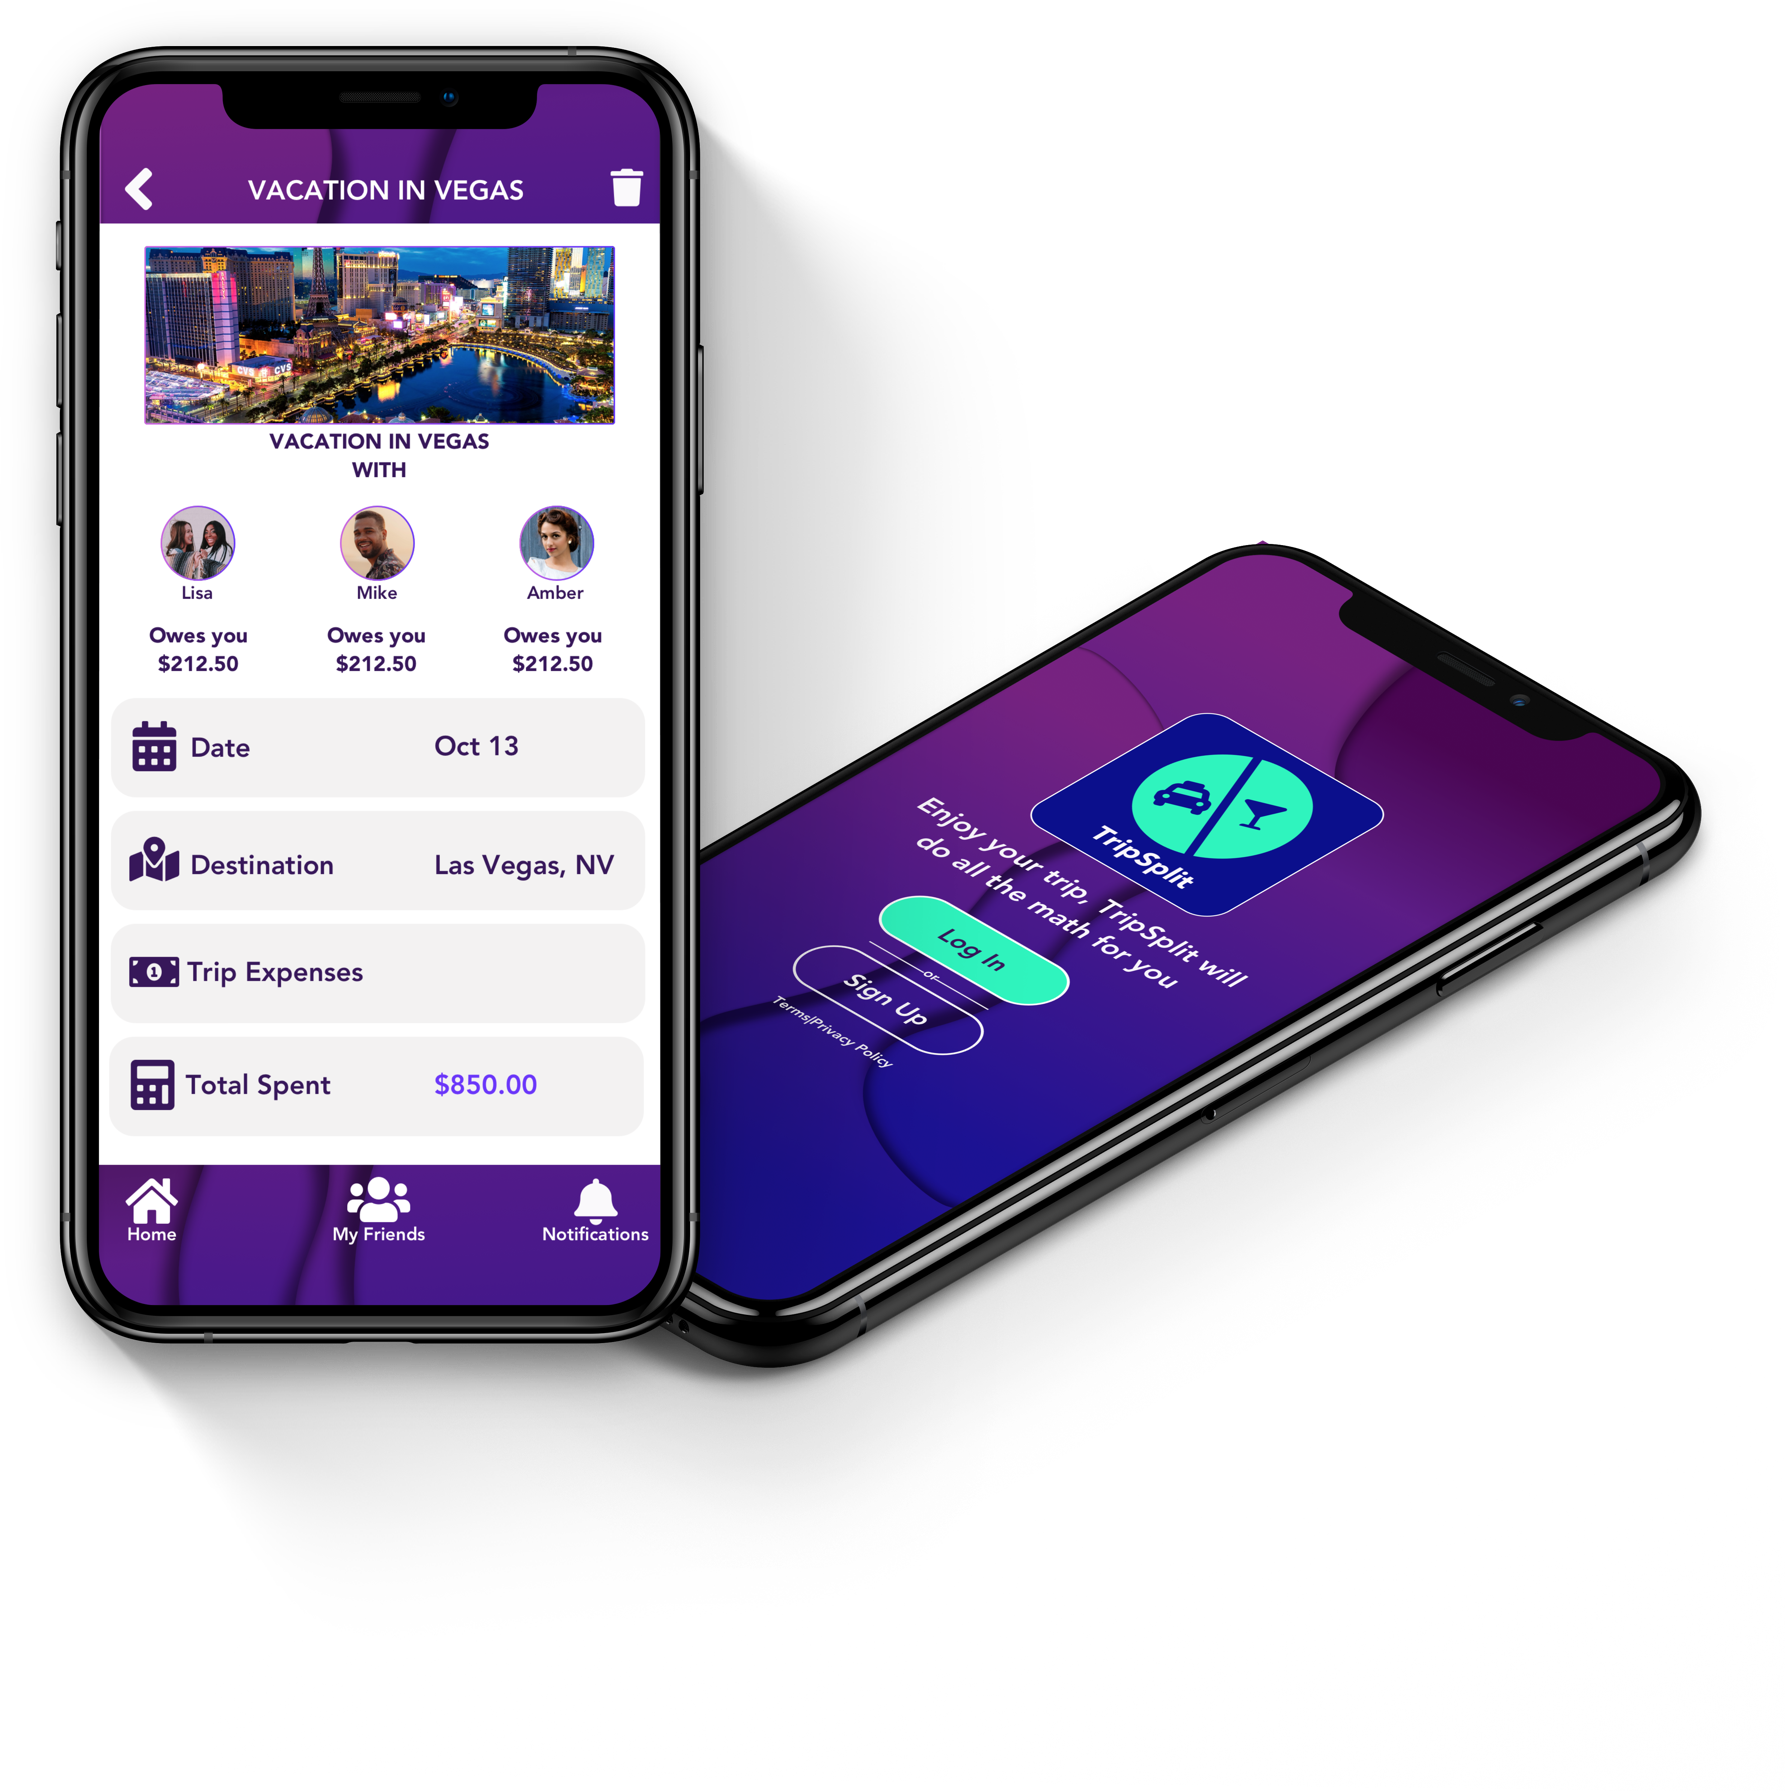 VACATION IN VEGAS
CVS CVS
VACATION IN VEGAS
WITH
Lisa Mike Amber
Owes you Owes you Owes you
$212.50 $212.50 $212.50
Date Oct 13
Destination Las Vegas, NV
1 Trip Expenses
Total Spent $850.00
Home My Friends Notifications
TripSplit
Enjoy your trip, TripSplit will
do all the math for you
Log In
or
Sign Up
Terms|Privacy Policy